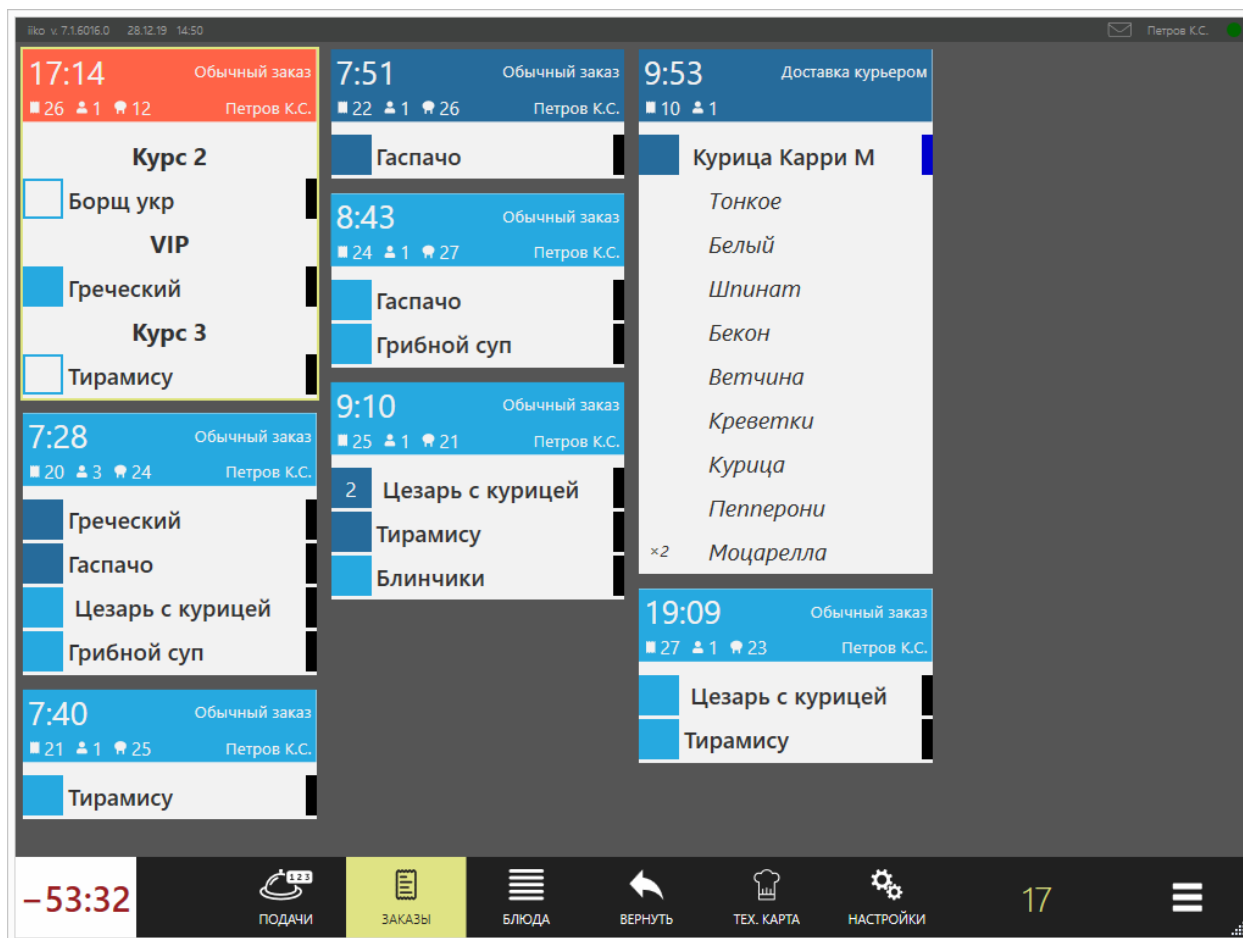 iiko v. 7.1.6016.0 28.12.19 14:50
Петров К.С.
17:14 Обычный заказ
26 1 12 Петров К.С.
Курс 2
Борщ укр
VIP
Греческий
Курс 3
Тирамису
7:28 Обычный заказ
20 3 24 Петров К.С.
Греческий
Гаспачо
Цезарь с курицей
Грибной суп
7:40 Обычный заказ
21 1 25 Петров К.С.
Тирамису
7:51 Обычный заказ
22 1 26 Петров К.С.
Гаспачо
8:43 Обычный заказ
24 1 27 Петров К.С.
Гаспачо
Грибной суп
9:10 Обычный заказ
25 1 21 Петров К.С.
2 Цезарь с курицей
Тирамису
Блинчики
9:53 Доставка курьером
10 1
Курица Карри М
Тонкое
Белый
Шпинат
Бекон
Ветчина
Креветки
Курица
Пепперони
×2 Моцарелла
19:09 Обычный заказ
27 1 23 Петров К.С.
Цезарь с курицей
Тирамису
–53:32
1 2 3
ПОДАЧИ
ЗАКАЗЫ
БЛЮДА
ВЕРНУТЬ
ТЕХ. КАРТА
НАСТРОЙКИ
17